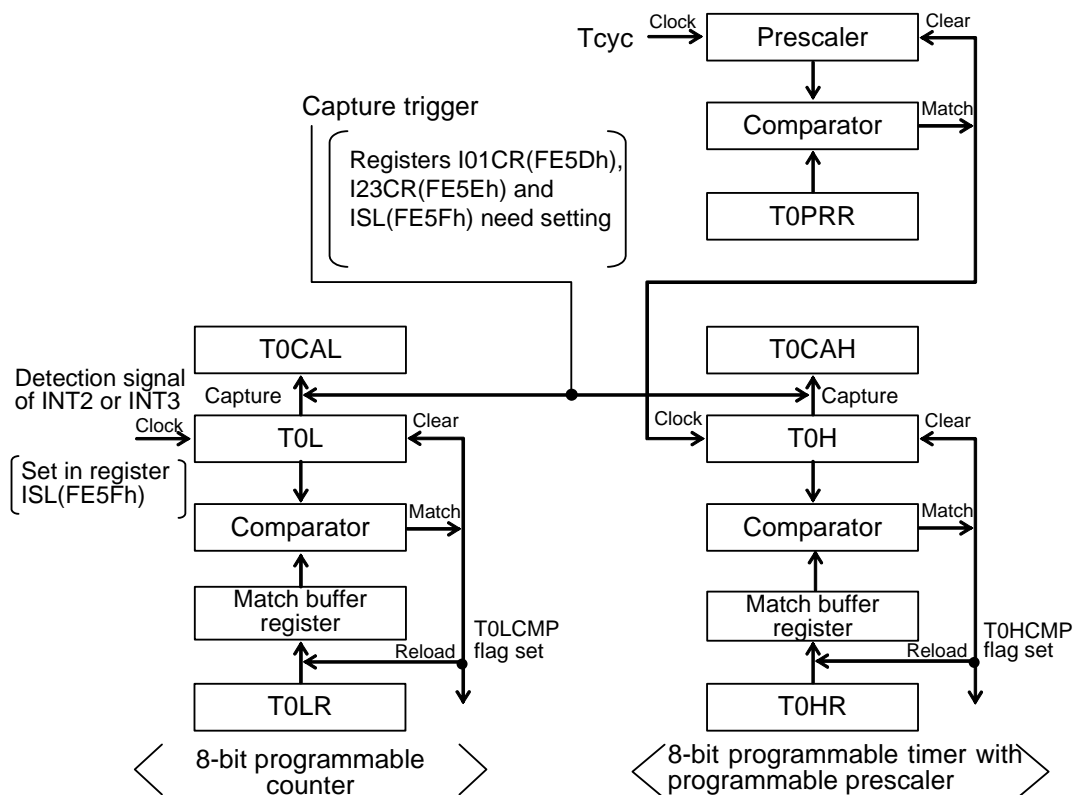 Tcyc
Clock
Prescaler
Clear
Comparator
Match
T0PRR
Capture trigger
Registers I01CR(FE5Dh),
I23CR(FE5Eh) and
ISL(FE5Fh) need setting
T0CAL
Detection signal
of INT2 or INT3
Capture
Clock
T0L
Clear
Set in register
ISL(FE5Fh)
Comparator
Match
Match buffer
register
T0LCMP
flag set
Reload
T0LR
8-bit programmable
counter
T0CAH
Capture
Clock
T0H
Clear
Comparator
Match
Match buffer
register
T0HCMP
flag set
Reload
T0HR
8-bit programmable timer with
programmable prescaler